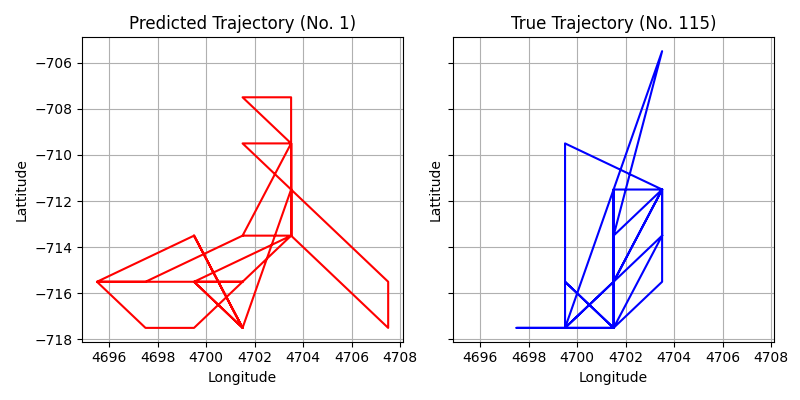 Predicted Trajectory (No. 1)
True Trajectory (No. 115)
−706
−708
−710
−712
−714
−716
−718
Lattitude
Lattitude
4696 4698 4700 4702 4704 4706 4708
4696 4698 4700 4702 4704 4706 4708
Longitude
Longitude